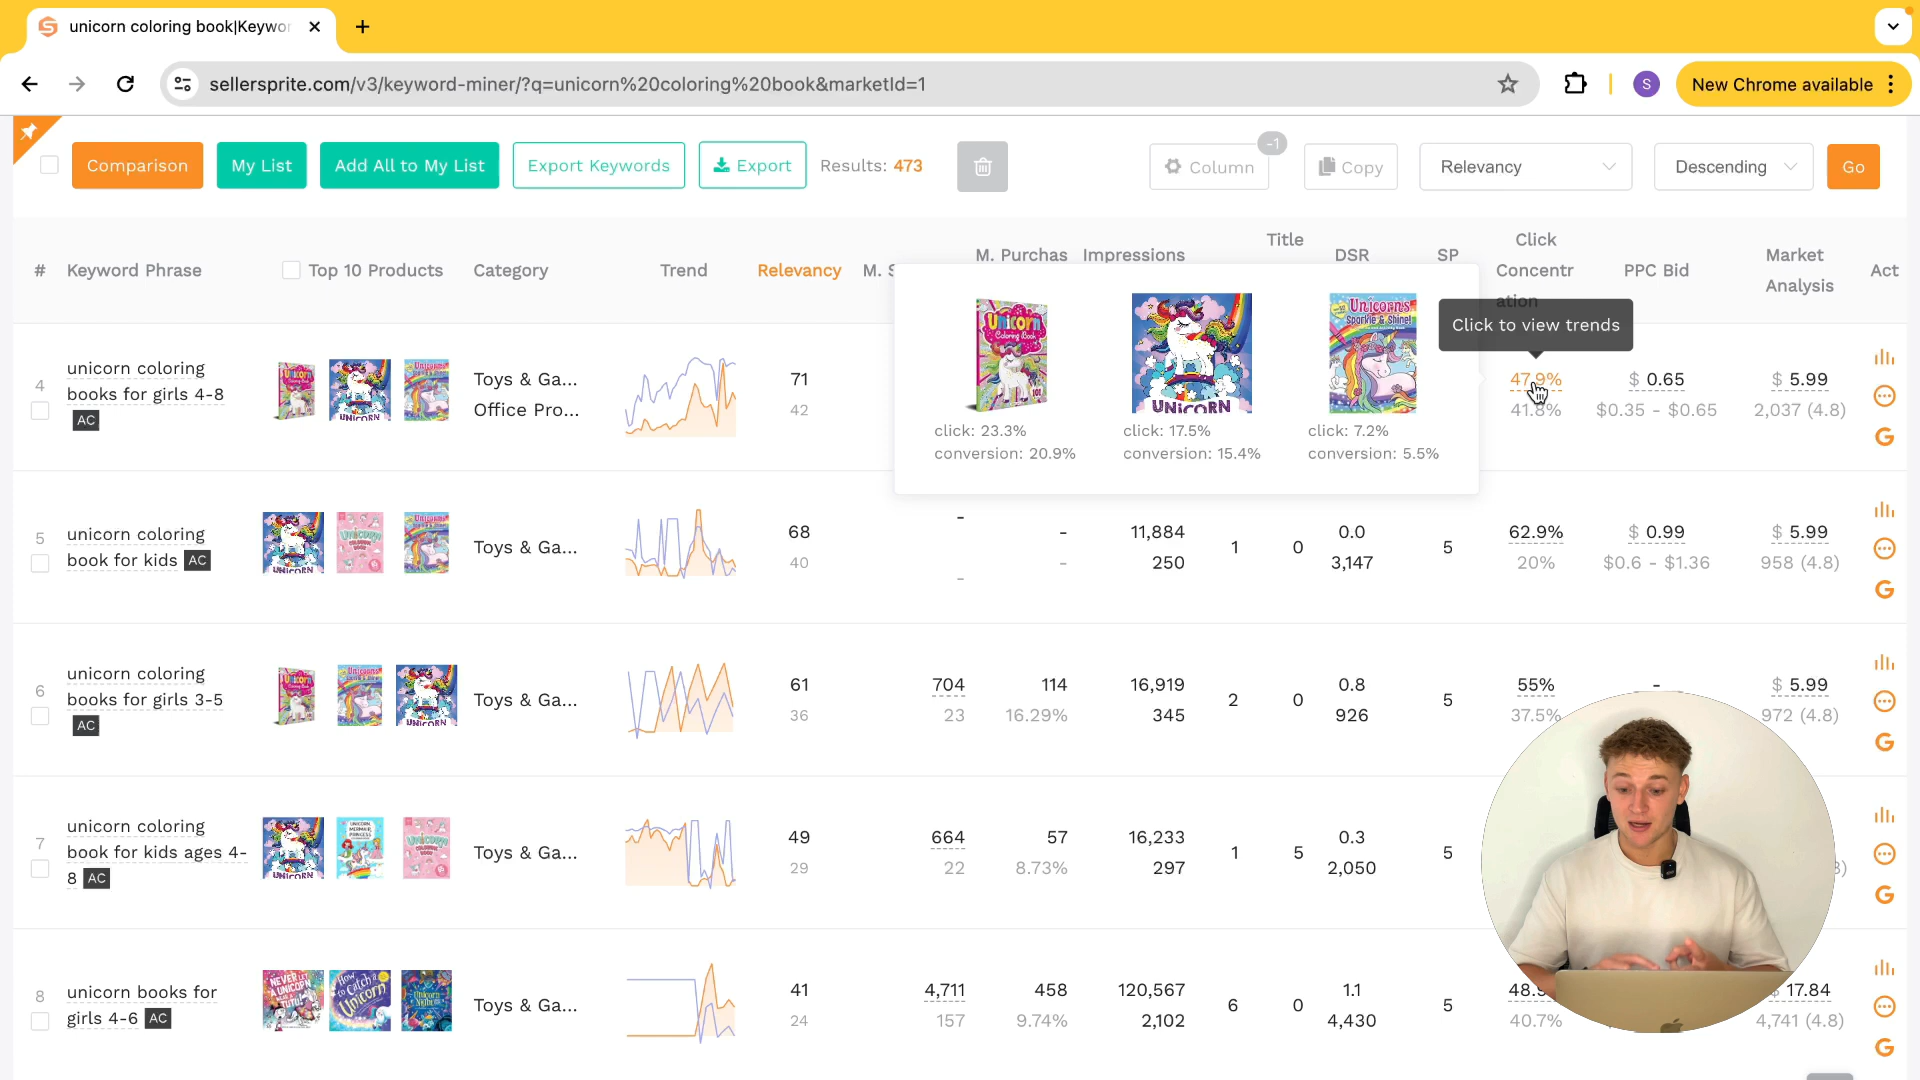 unicorn coloring book|Keywor
sellersprite.com/v3/keyword-miner/?q=unicorn%20coloring%20book&marketId=1
S
New Chrome available
Comparison
My List
Add All to My List
Export Keywords
Export
Results: 473
Column
-1
Copy
Relevancy
Descending
Go
#
Keyword Phrase
Top 10 Products
Category
Trend
Relevancy
M. S
M. Purchas
Impressions
Title
DSR
SP
Click
Concentr
ation
PPC Bid
Market
Analysis
Act
Click to view trends
click: 23.3%
conversion: 20.9%
click: 17.5%
conversion: 15.4%
click: 7.2%
conversion: 5.5%
Unicorn
Coloring Book
UNICORN
Unicorns
Sparkle & Shine!
4
unicorn coloring
books for girls 4-8
AC
Toys & Ga...
Office Pro...
71
42
47.9%
41.8%
$ 0.65
$0.35 - $0.65
$ 5.99
2,037 (4.8)
5
unicorn coloring
book for kids AC
Toys & Ga...
68
40
-
-
-
-
11,884
250
1
0
0.0
3,147
5
62.9%
20%
$ 0.99
$0.6 - $1.36
$ 5.99
958 (4.8)
6
unicorn coloring
books for girls 3-5
AC
Toys & Ga...
61
36
704
23
114
16.29%
16,919
345
2
0
0.8
926
5
55%
37.5%
-
$ 5.99
972 (4.8)
7
unicorn coloring
book for kids ages 4-
8 AC
Toys & Ga...
49
29
664
22
57
8.73%
16,233
297
1
5
0.3
2,050
5
8
unicorn books for
girls 4-6 AC
Toys & Ga...
41
24
4,711
157
458
9.74%
120,567
2,102
6
0
1.1
4,430
5
40.7%
17.84
4,741 (4.8)